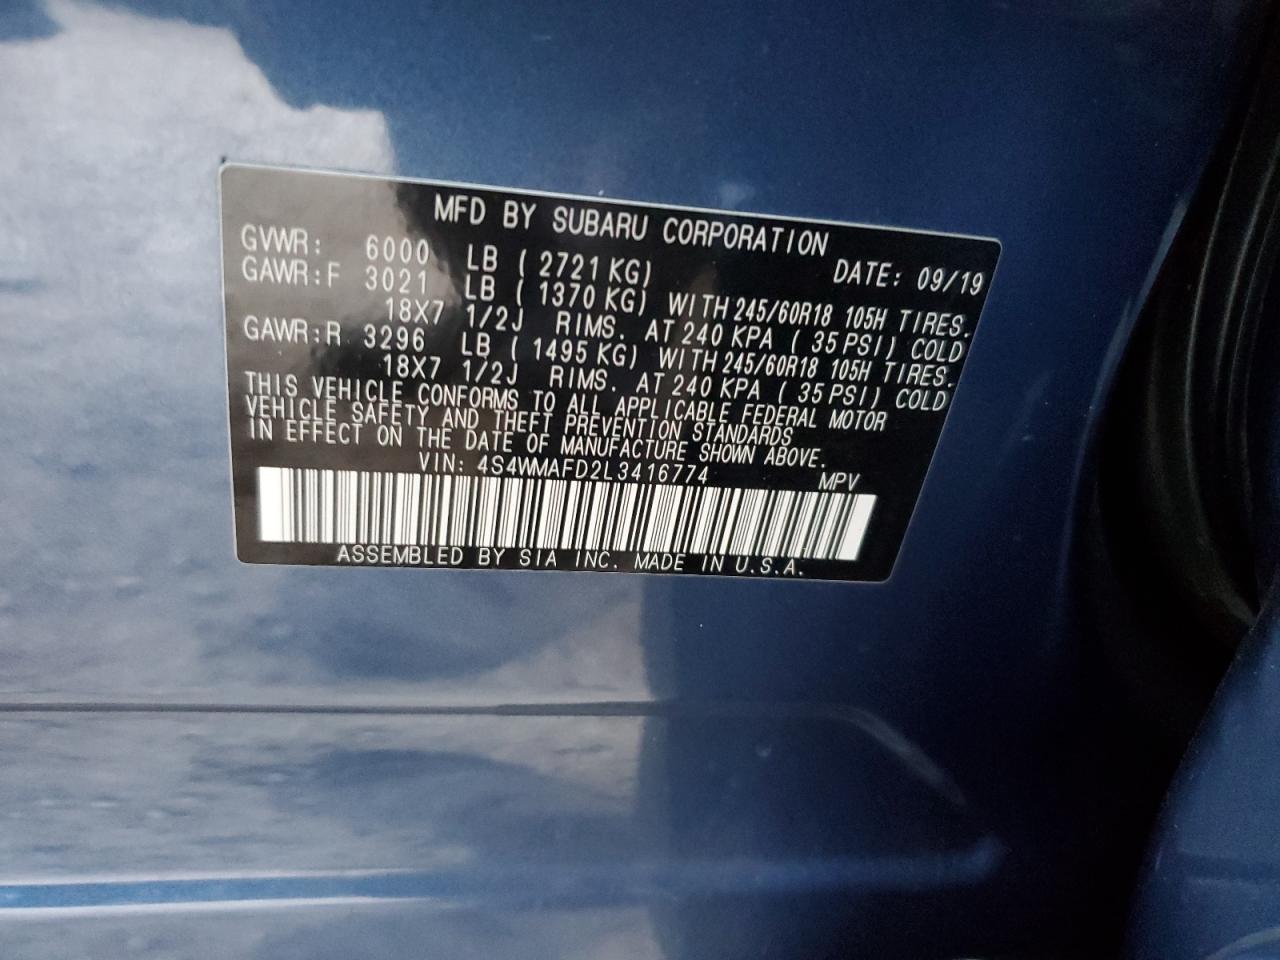 MFD BY SUBARU CORPORATION
GVWR: 6000 LB ( 2721 KG) DATE: 09/19
GAWR:F 3021 LB ( 1370 KG) WITH 245/60R18 105H TIRES.
18X7 1/2J RIMS. AT 240 KPA ( 35 PSI) COLD
GAWR:R 3296 LB ( 1495 KG) WITH 245/60R18 105H TIRES.
18X7 1/2J RIMS. AT 240 KPA ( 35 PSI) COLD
THIS VEHICLE CONFORMS TO ALL APPLICABLE FEDERAL MOTOR
VEHICLE SAFETY AND THEFT PREVENTION STANDARDS
IN EFFECT ON THE DATE OF MANUFACTURE SHOWN ABOVE.
VIN: 4S4WMAFD2L3416774 MPV
ASSEMBLED BY SIA INC. MADE IN U.S.A.